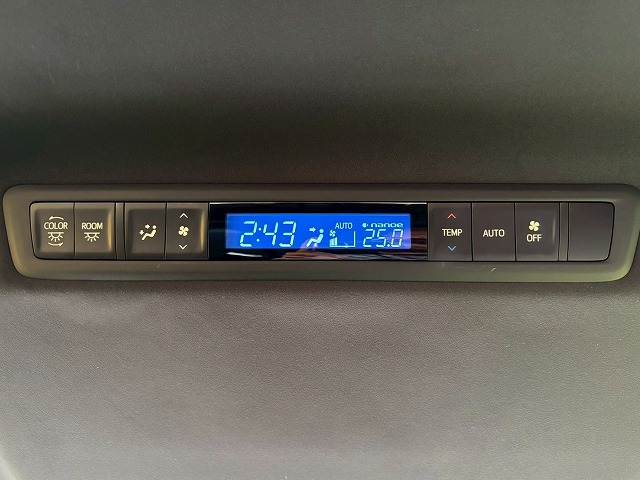 COLOR
ROOM
2:43
AUTO
nanoe
25.0
TEMP
AUTO
OFF